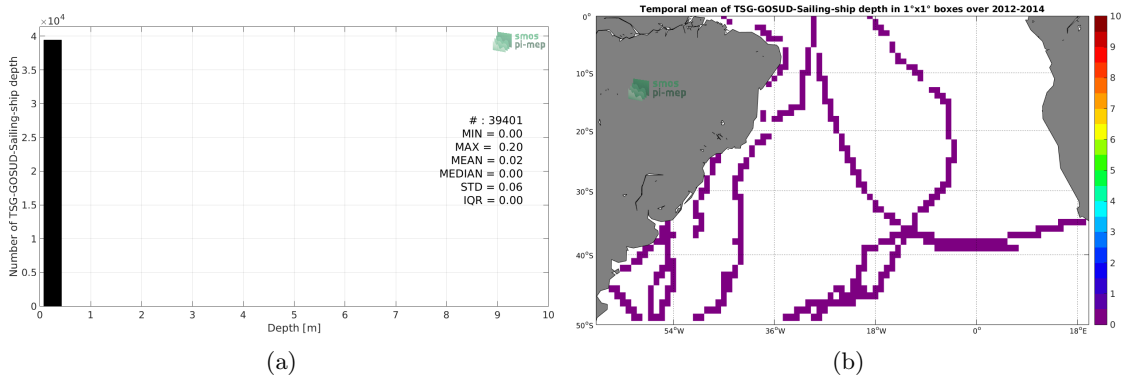 ×10⁴
4
3.5
3
2.5
2
1.5
1
0.5
0
Number of TSG-GOSUD-Sailing-ship depth
smos
pi-mep
# : 39401
MIN = 0.00
MAX = 0.20
MEAN = 0.02
MEDIAN = 0.00
STD = 0.06
IQR = 0.00
0 1 2 3 4 5 6 7 8 9 10
Depth [m]
(a)
Temporal mean of TSG-GOSUD-Sailing-ship depth in 1°x1° boxes over 2012-2014
0°
10°S
20°S
30°S
40°S
50°S
smos
pi-mep
54°W 36°W 18°W 0° 18°E
10
9
8
7
6
5
4
3
2
1
0
(b)